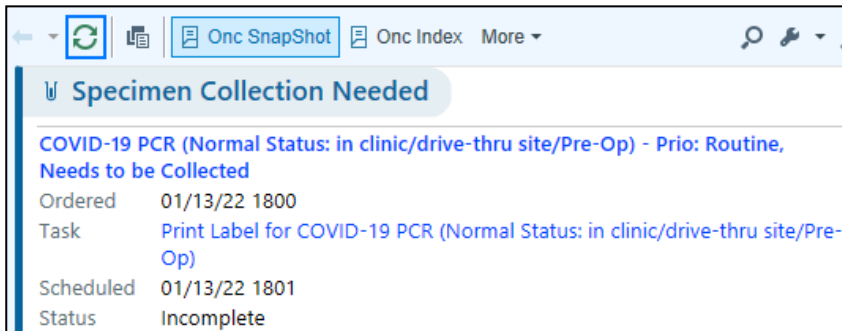 Onc SnapShot Onc Index More
Specimen Collection Needed
COVID-19 PCR (Normal Status: in clinic/drive-thru site/Pre-Op) - Prio: Routine,
Needs to be Collected
Ordered 01/13/22 1800
Task Print Label for COVID-19 PCR (Normal Status: in clinic/drive-thru site/Pre-
Op)
Scheduled 01/13/22 1801
Status Incomplete